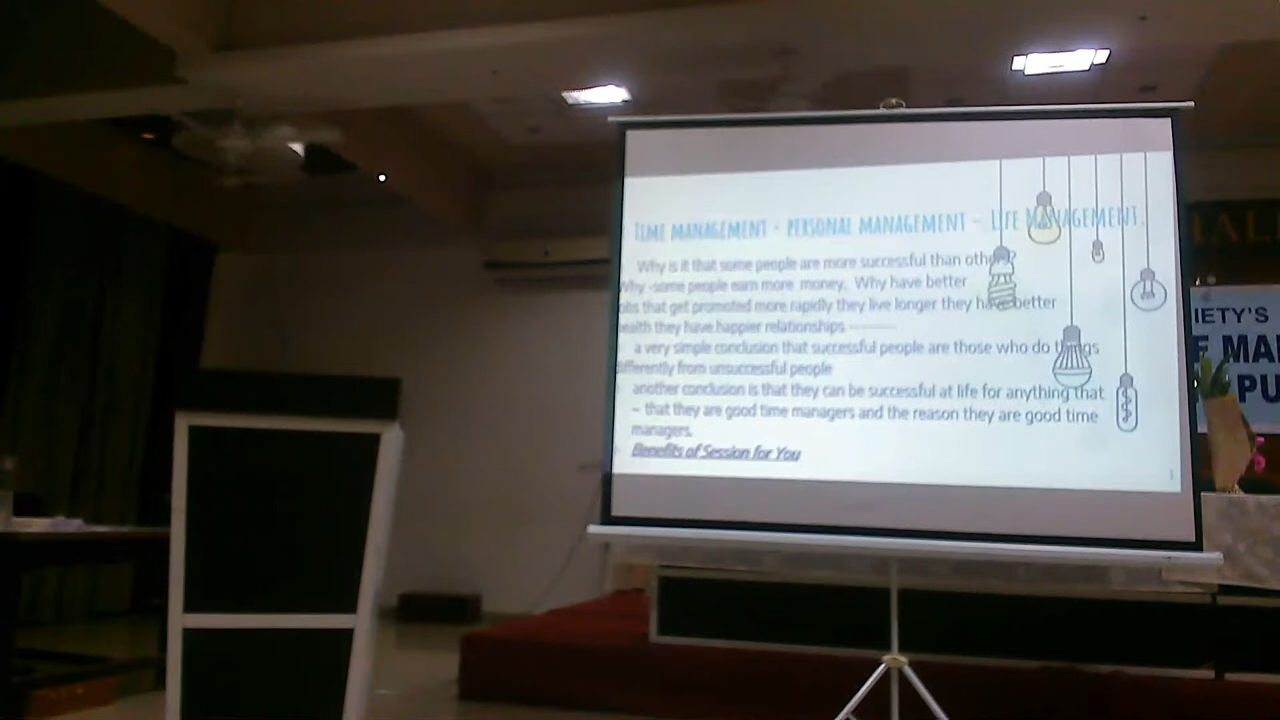 TIME MANAGEMENT - PERSONAL MANAGEMENT - LIFE MANAGEMENT.
Why is it that some people are more successful than others?
Why -some people earn more money, Why have better
jobs that get promoted more rapidly they live longer they have better
health they have happier relationships ----------
a very simple conclusion that successful people are those who do things
differently from unsuccessful people
another conclusion is that they can be successful at life for anything that
– that they are good time managers and the reason they are good time
managers.
Benefits of Session for You
IETY'S
F MA
PU